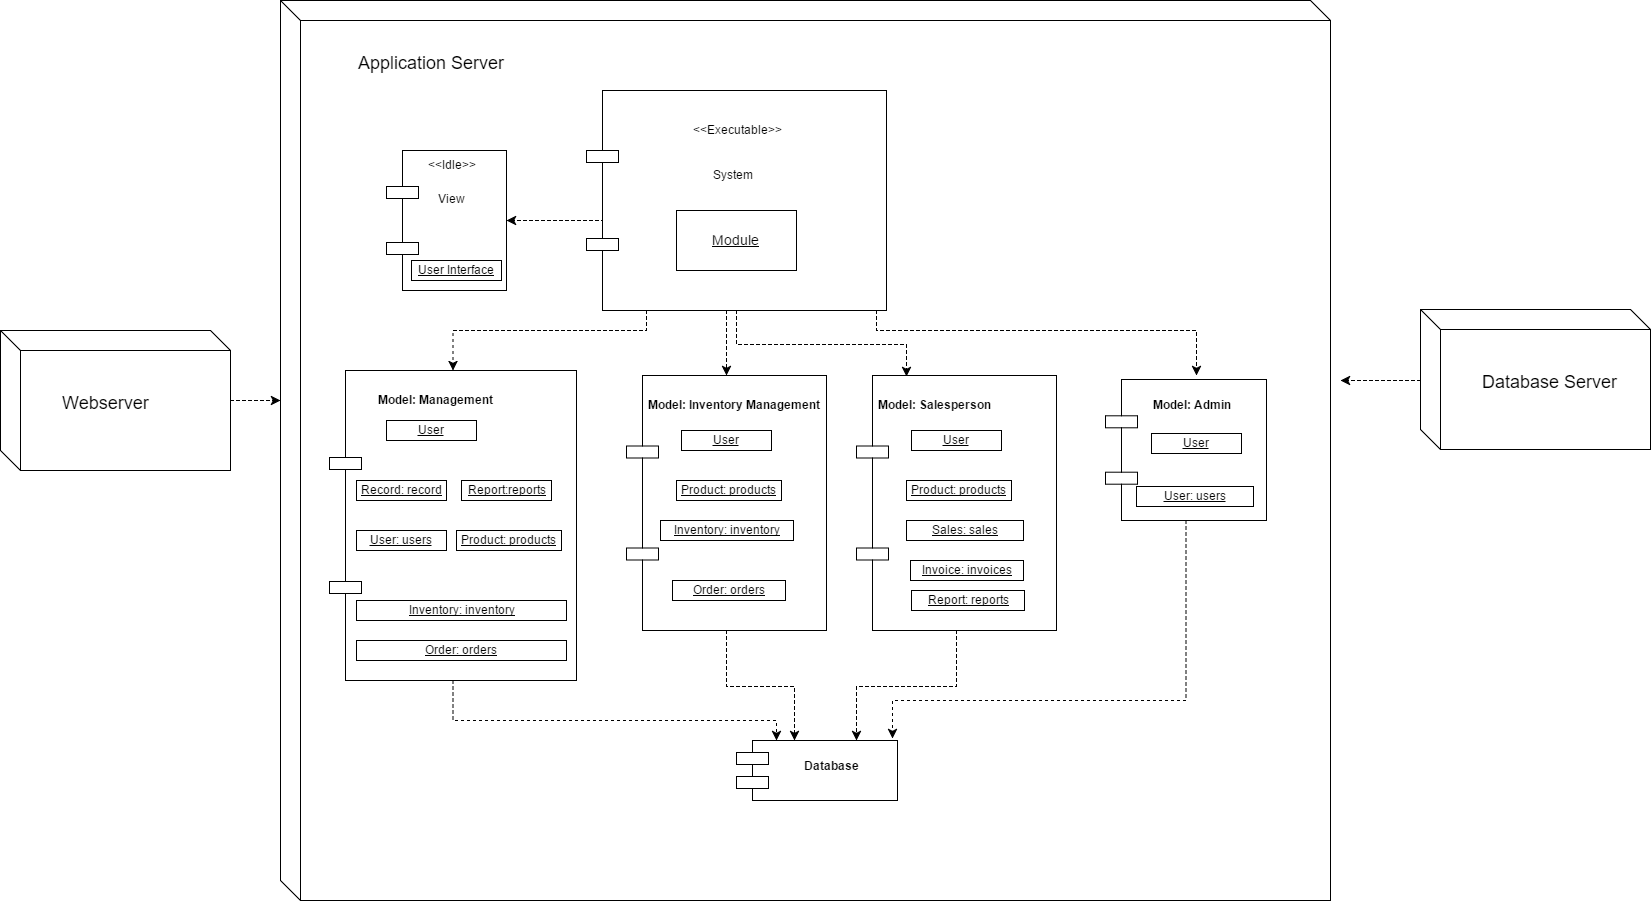 Application Server
<<Executable>>
System
Module
<<Idle>>
View
User Interface
Webserver
Database Server
Model: Management
User
Record: record
Report:reports
User: users
Product: products
Inventory: inventory
Order: orders
Model: Inventory Management
User
Product: products
Inventory: inventory
Order: orders
Model: Salesperson
User
Product: products
Sales: sales
Invoice: invoices
Report: reports
Model: Admin
User
User: users
Database